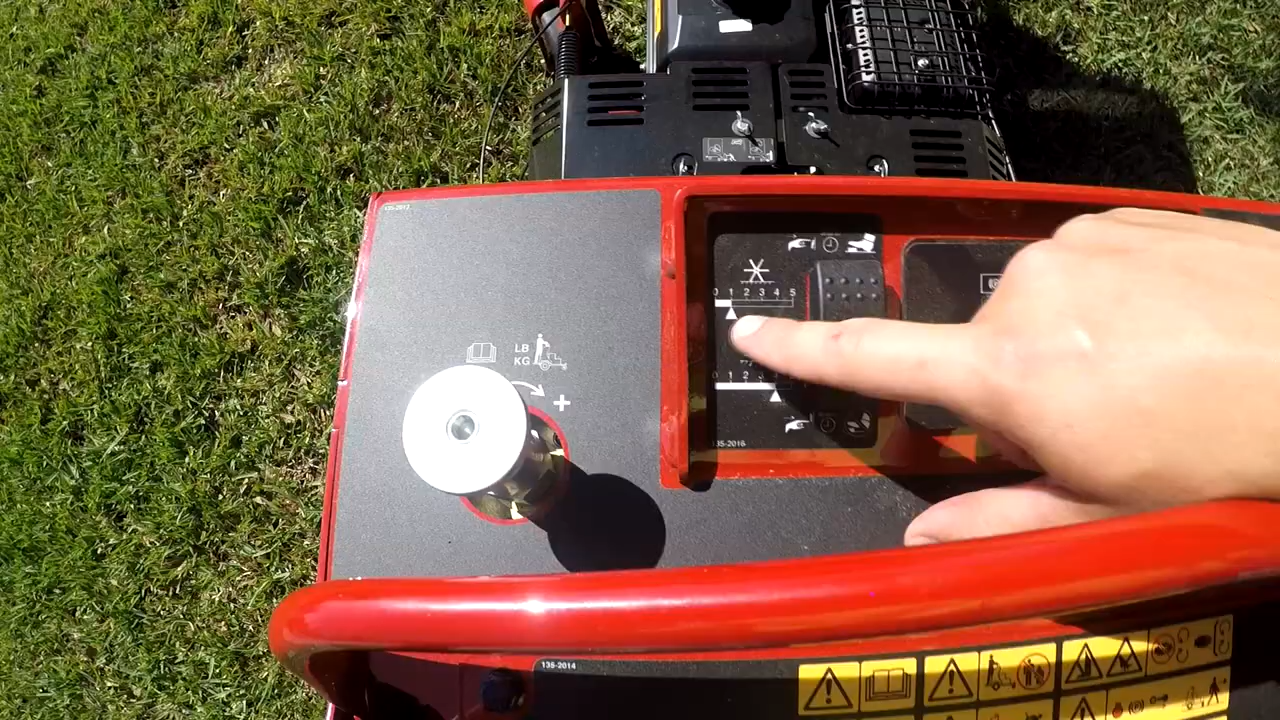 135-2017
0 1 2 3 4 5
LB
KG
+
0 1 2 3
135-2016
135-2014